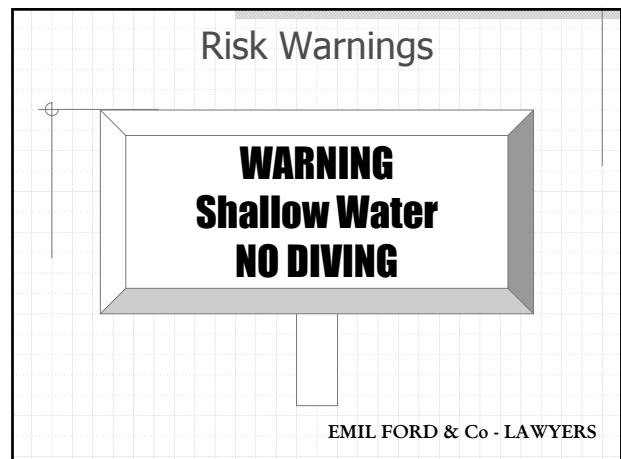 Risk Warnings
WARNING
Shallow Water
NO DIVING
EMIL FORD & Co - LAWYERS